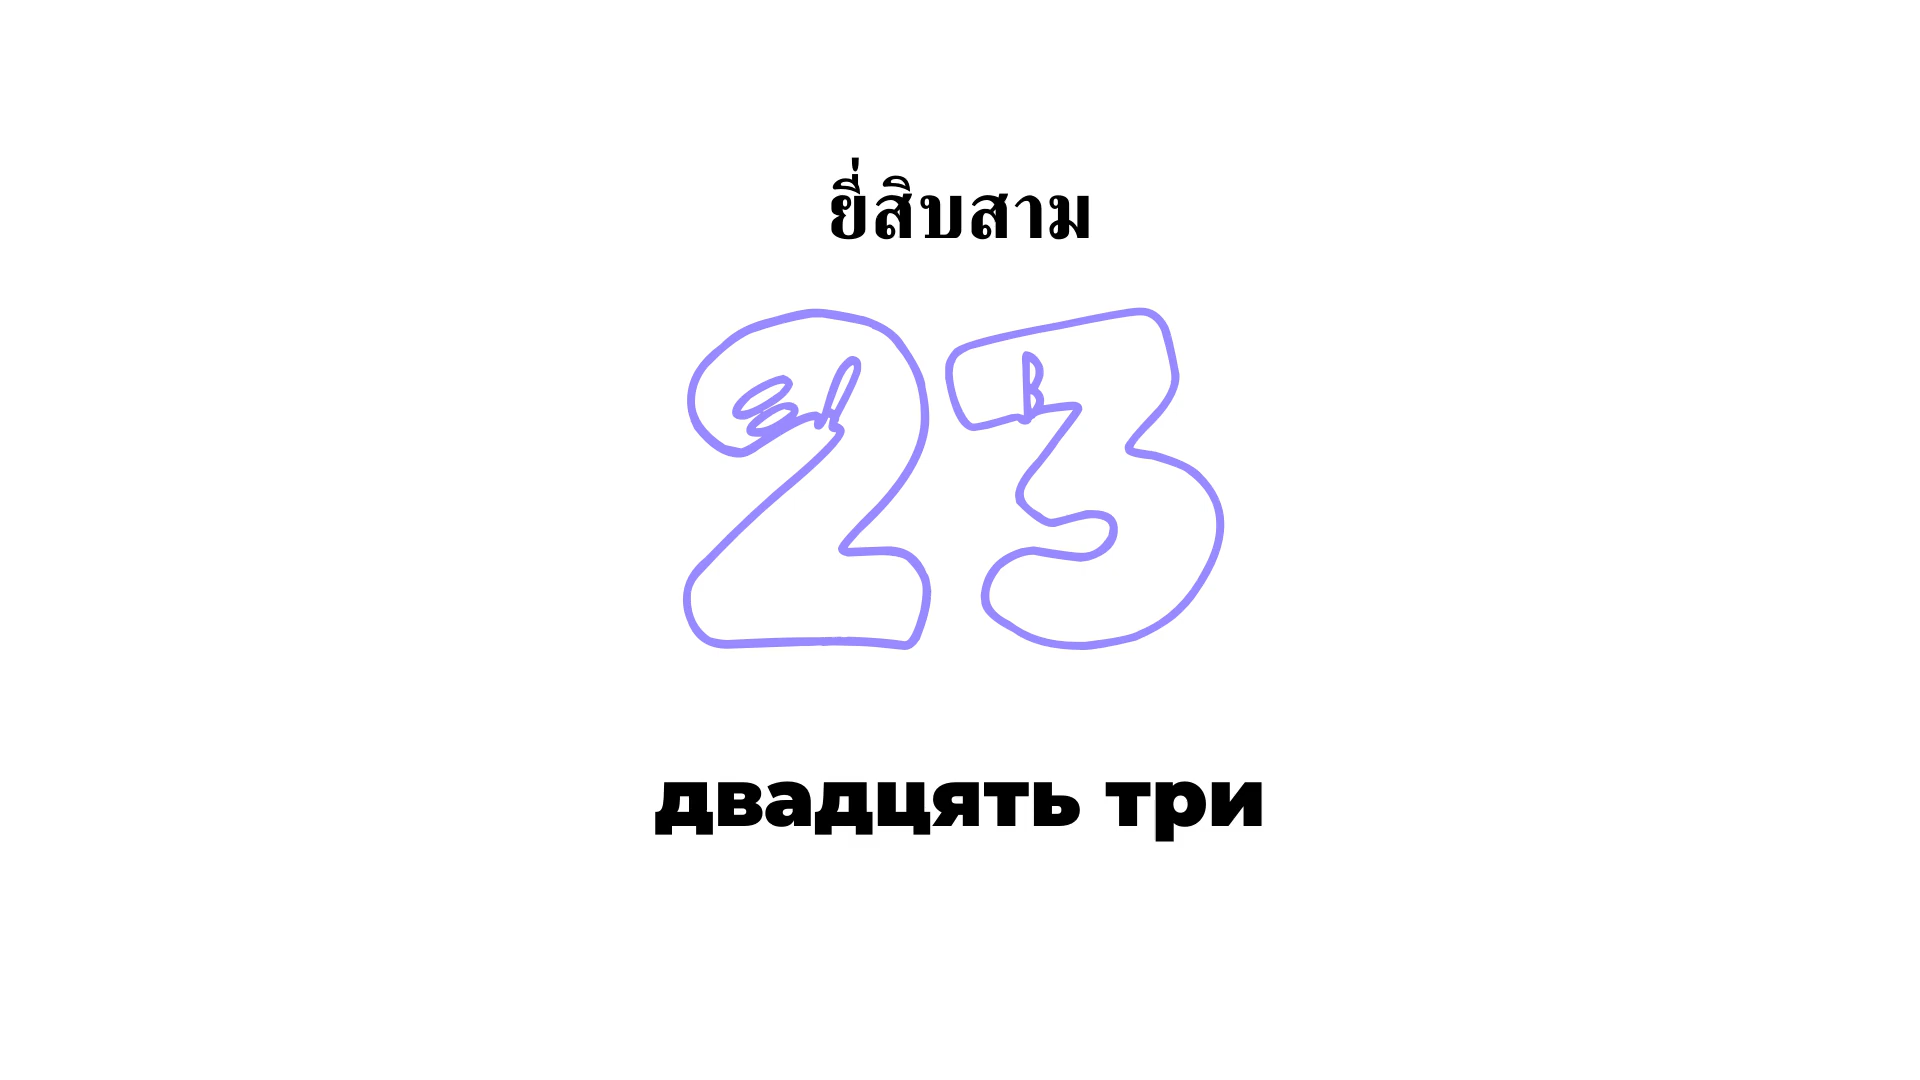 ยี่สิบสาม
23
двадцять три